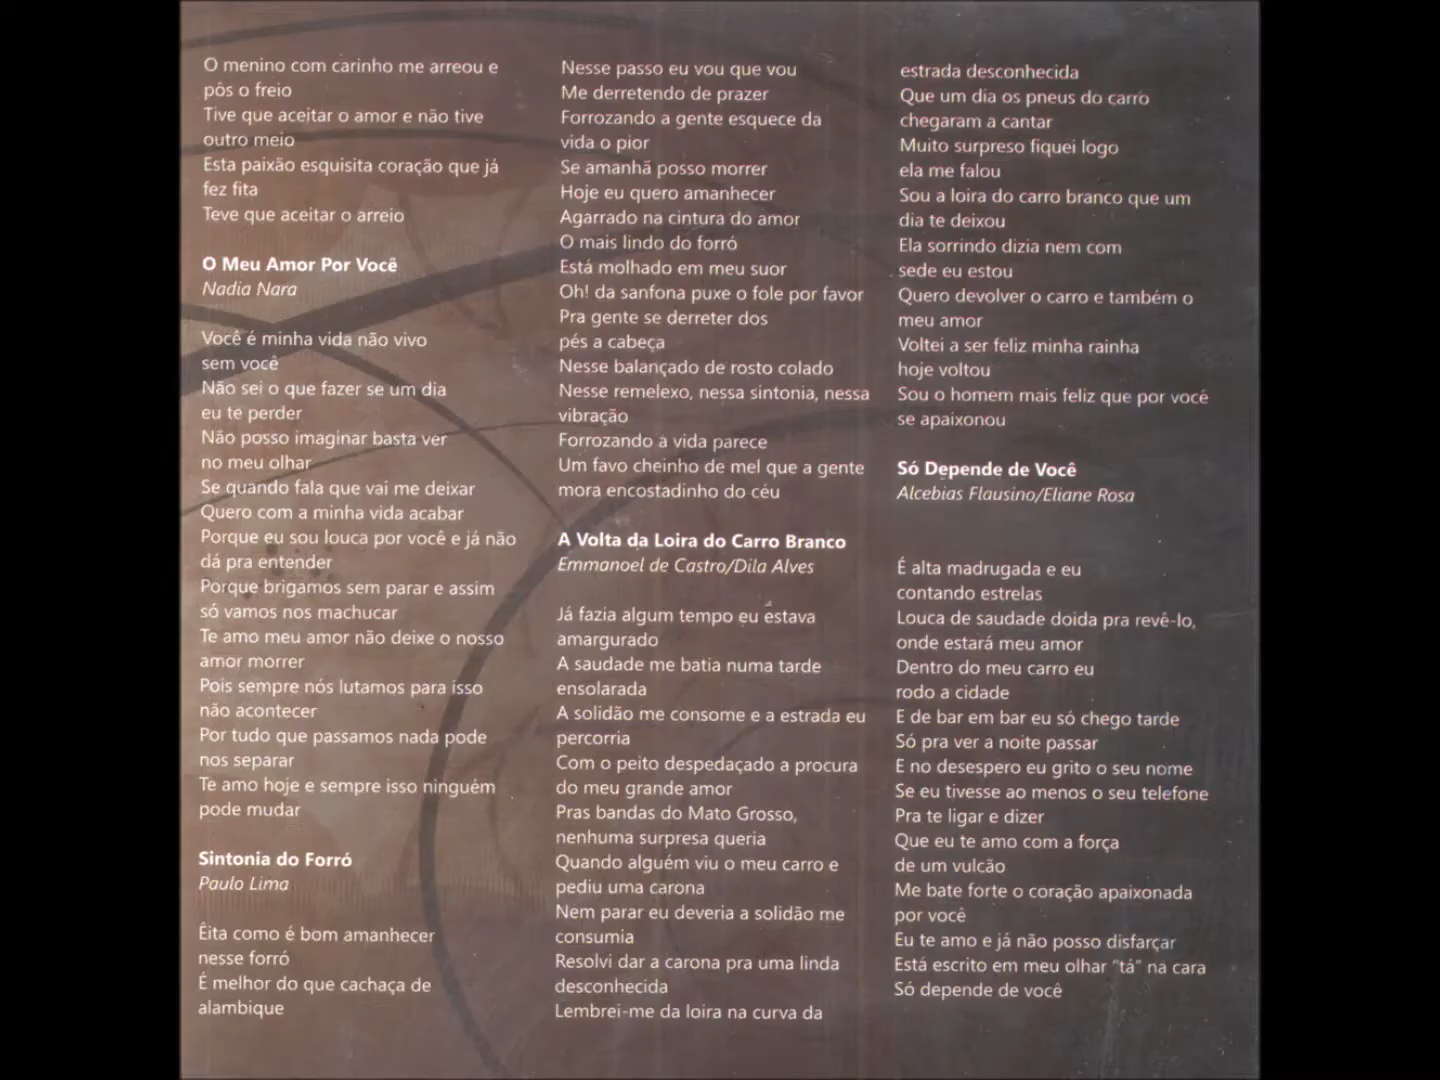 O menino com carinho me arreou e
pôs o freio
Tive que aceitar o amor e não tive
outro meio
Esta paixão esquisita coração que já
fez fita
Teve que aceitar o arreio
O Meu Amor Por Você
Nadia Nara
Você é minha vida não vivo
sem você
Não sei o que fazer se um dia
eu te perder
Não posso imaginar basta ver
no meu olhar
Se quando fala que vai me deixar
Quero com a minha vida acabar
Porque eu sou louca por você e já não
dá pra entender
Porque brigamos sem parar e assim
só vamos nos machucar
Te amo meu amor não deixe o nosso
amor morrer
Pois sempre nós lutamos para isso
não acontecer
Por tudo que passamos nada pode
nos separar
Te amo hoje e sempre isso ninguém
pode mudar
Sintonia do Forró
Paulo Lima
Êita como é bom amanhecer
nesse forró
É melhor do que cachaça de
alambique
Nesse passo eu vou que vou
Me derretendo de prazer
Forrozando a gente esquece da
vida o pior
Se amanhã posso morrer
Hoje eu quero amanhecer
Agarrado na cintura do amor
O mais lindo do forró
Está molhado em meu suor
Oh! da sanfona puxe o fole por favor
Pra gente se derreter dos
pés a cabeça
Nesse balançado de rosto colado
Nesse remelexo, nessa sintonia, nessa
vibração
Forrozando a vida parece
Um favo cheinho de mel que a gente
mora encostadinho do céu
A Volta da Loira do Carro Branco
Emmanoel de Castro/Dila Alves
Já fazia algum tempo eu estava
amargurado
A saudade me batia numa tarde
ensolarada
A solidão me consome e a estrada eu
percorria
Com o peito despedaçado a procura
do meu grande amor
Pras bandas do Mato Grosso,
nenhuma surpresa queria
Quando alguém viu o meu carro e
pediu uma carona
Nem parar eu deveria a solidão me
consumia
Resolvi dar a carona pra uma linda
desconhecida
Lembrei-me da loira na curva da
estrada desconhecida
Que um dia os pneus do carro
chegaram a cantar
Muito surpreso fiquei logo
ela me falou
Sou a loira do carro branco que um
dia te deixou
Ela sorrindo dizia nem com
sede eu estou
Quero devolver o carro e também o
meu amor
Voltei a ser feliz minha rainha
hoje voltou
Sou o homem mais feliz que por você
se apaixonou
Só Depende de Você
Alcebias Flausino/Eliane Rosa
É alta madrugada e eu
contando estrelas
Louca de saudade doida pra revê-lo,
onde estará meu amor
Dentro do meu carro eu
rodo a cidade
E de bar em bar eu só chego tarde
Só pra ver a noite passar
E no desespero eu grito o seu nome
Se eu tivesse ao menos o seu telefone
Pra te ligar e dizer
Que eu te amo com a força
de um vulcão
Me bate forte o coração apaixonada
por você
Eu te amo e já não posso disfarçar
Está escrito em meu olhar "tá" na cara
Só depende de você